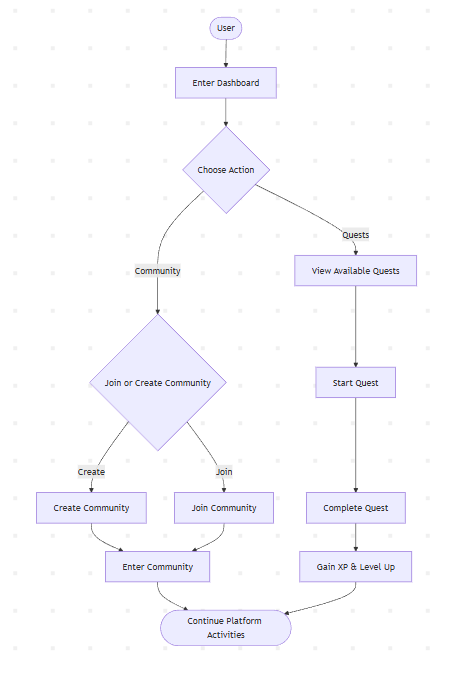 User
Enter Dashboard
Choose Action
Quests
Community
View Available Quests
Join or Create Community
Start Quest
Create
Join
Create Community
Join Community
Complete Quest
Enter Community
Gain XP & Level Up
Continue Platform
Activities